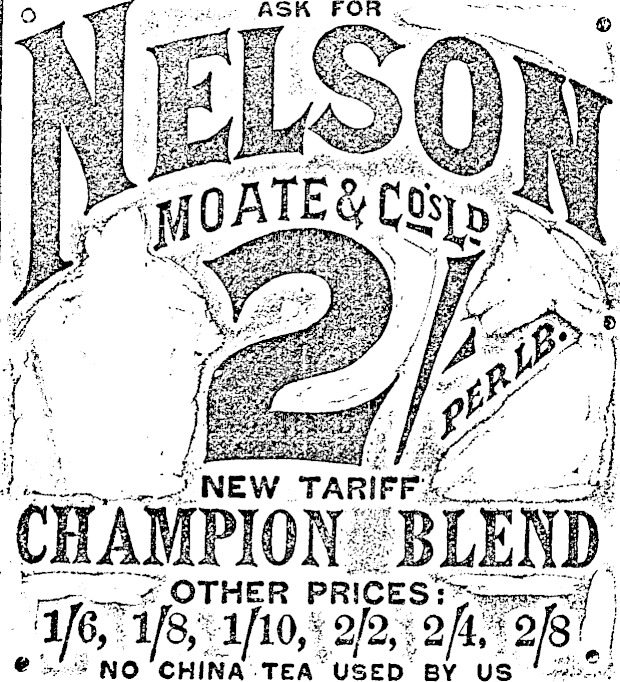 ASK FOR
NELSON
MOATE & Co's LD
2/-
PER LB.
NEW TARIFF
CHAMPION BLEND
OTHER PRICES:
1/6, 1/8, 1/10, 2/2, 2/4, 2/8
NO CHINA TEA USED BY US